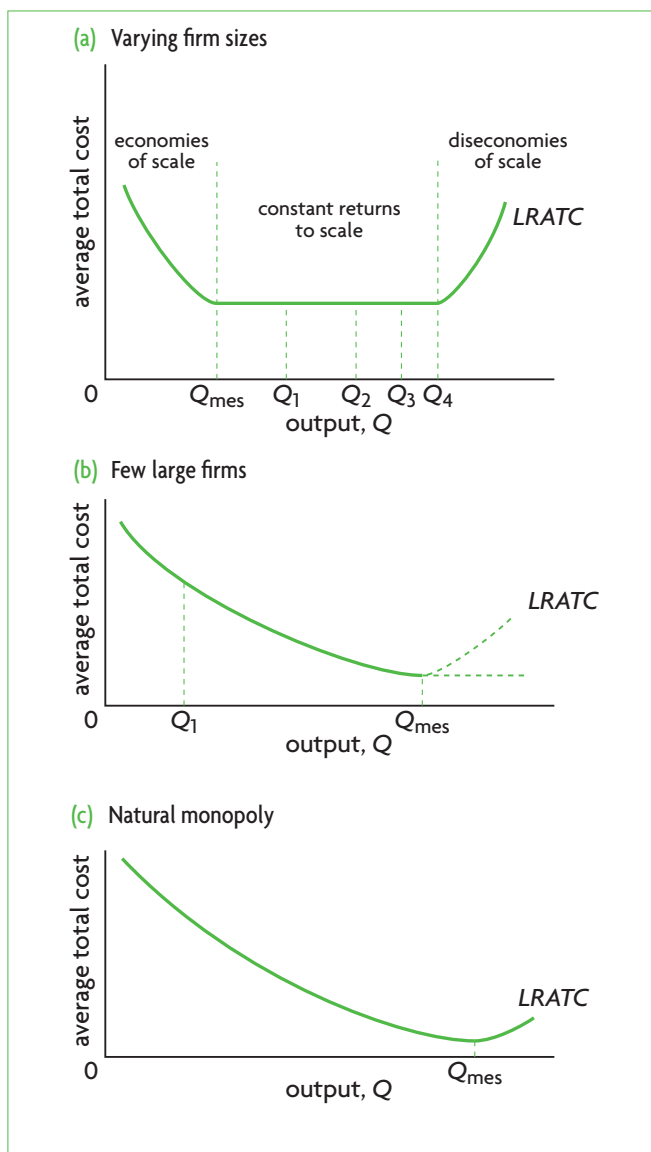 (a) Varying firm sizes
economies
of scale
diseconomies
of scale
constant returns
to scale
LRATC
average total cost
0
Qmes
Q1
Q2
Q3
Q4
output, Q
(b) Few large firms
average total cost
LRATC
0
Q1
Qmes
output, Q
(c) Natural monopoly
average total cost
LRATC
0
Qmes
output, Q